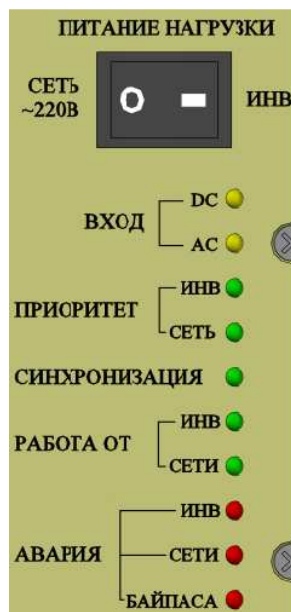 ПИТАНИЕ НАГРУЗКИ
СЕТЬ
~220В
ИНВ
ВХОД
DC
AC
ПРИОРИТЕТ
ИНВ
СЕТЬ
СИНХРОНИЗАЦИЯ
РАБОТА ОТ
ИНВ
СЕТИ
АВАРИЯ
ИНВ
СЕТИ
БАЙПАСА